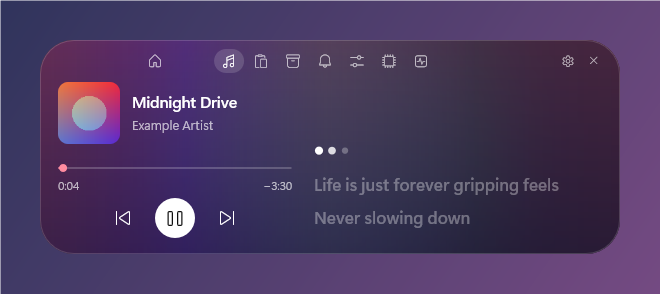 Midnight Drive
Example Artist
0:04
−3:30
Life is just forever gripping feels
Never slowing down